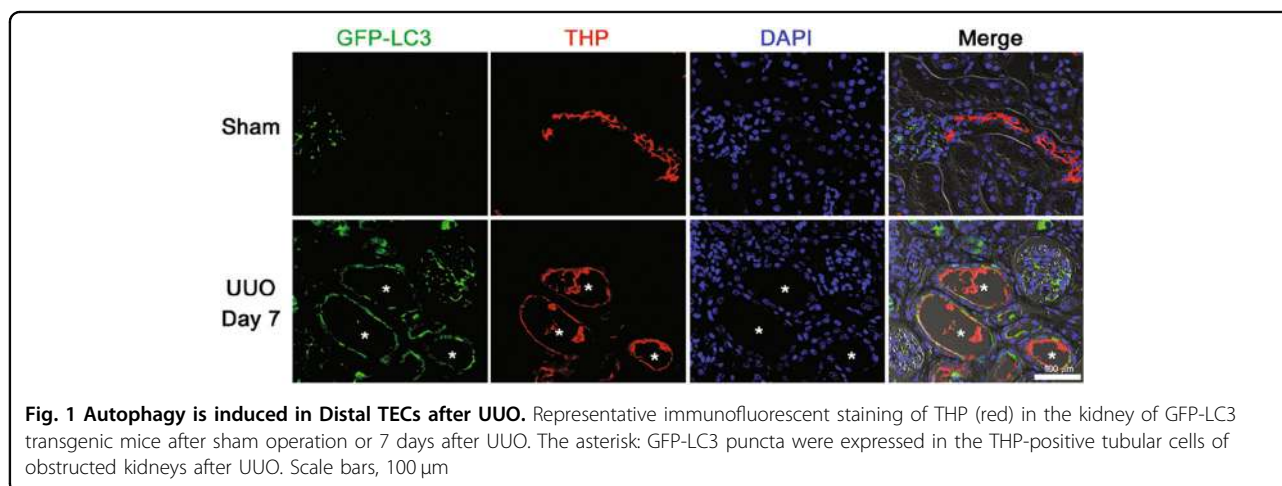 GFP-LC3 THP DAPI Merge
Sham
* * *
* * *
* * *
* * *
UUO
Day 7
100 µm
Fig. 1 Autophagy is induced in Distal TECs after UUO. Representative immunofluorescent staining of THP (red) in the kidney of GFP-LC3
transgenic mice after sham operation or 7 days after UUO. The asterisk: GFP-LC3 puncta were expressed in the THP-positive tubular cells of
obstructed kidneys after UUO. Scale bars, 100 µm